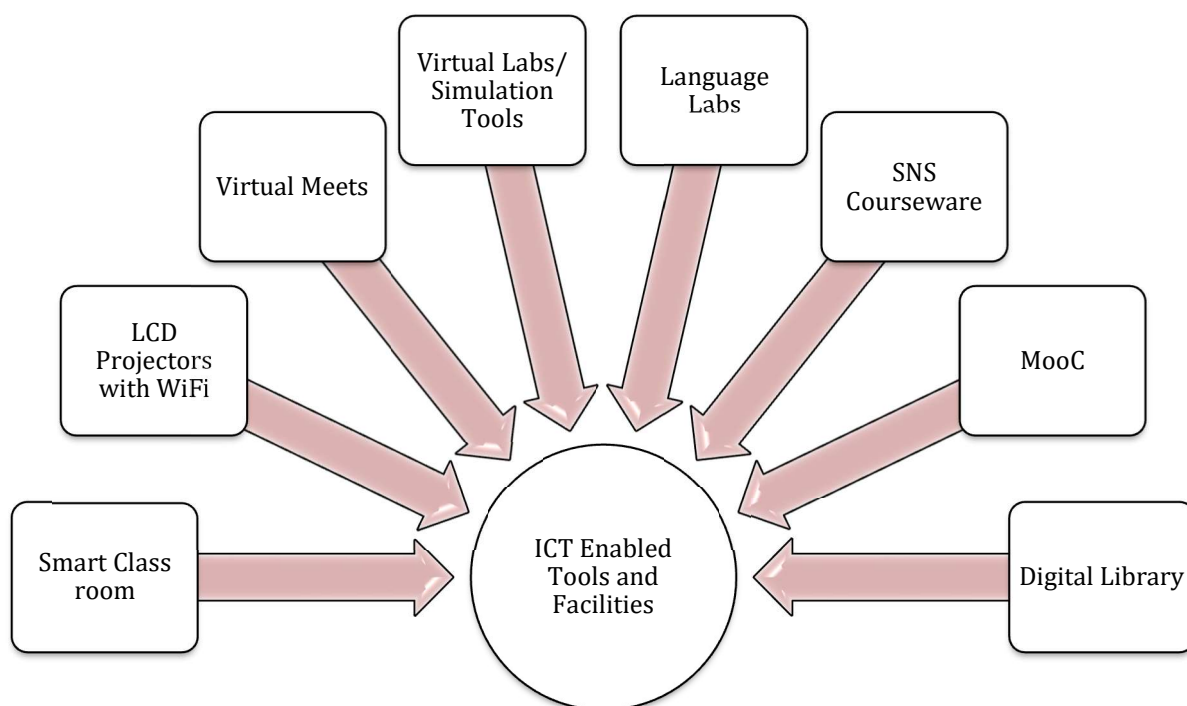 Virtual Labs/
Simulation
Tools
Language
Labs
Virtual Meets
SNS
Courseware
LCD
Projectors
with WiFi
MooC
Smart Class
room
ICT Enabled
Tools and
Facilities
Digital Library